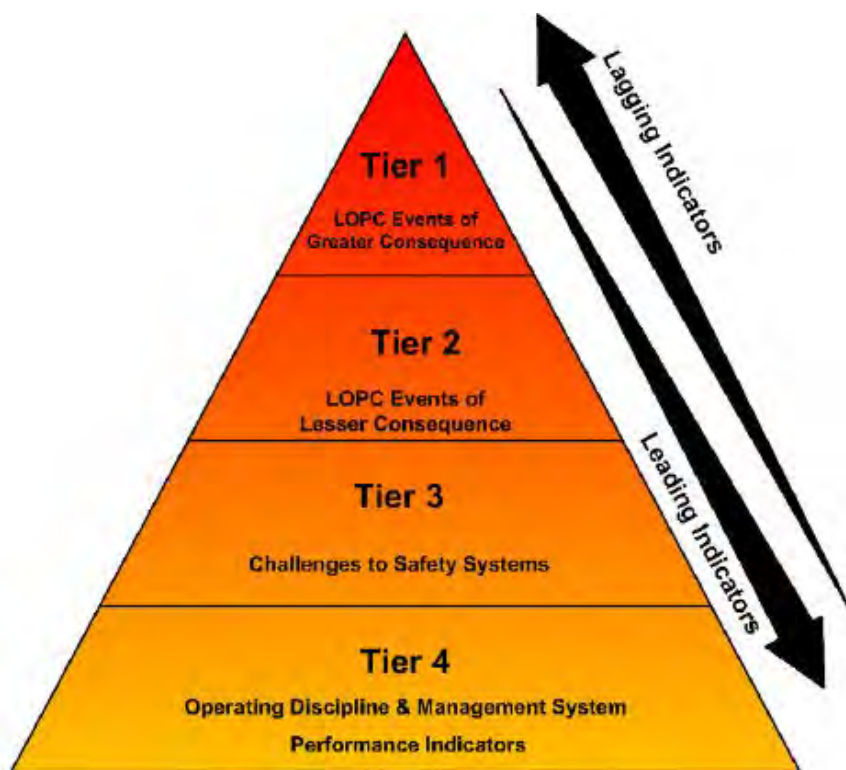 Tier 1
LOPC Events of
Greater Consequence
Tier 2
LOPC Events of
Lesser Consequence
Tier 3
Challenges to Safety Systems
Tier 4
Operating Discipline & Management System
Performance Indicators
Lagging Indicators
Leading Indicators